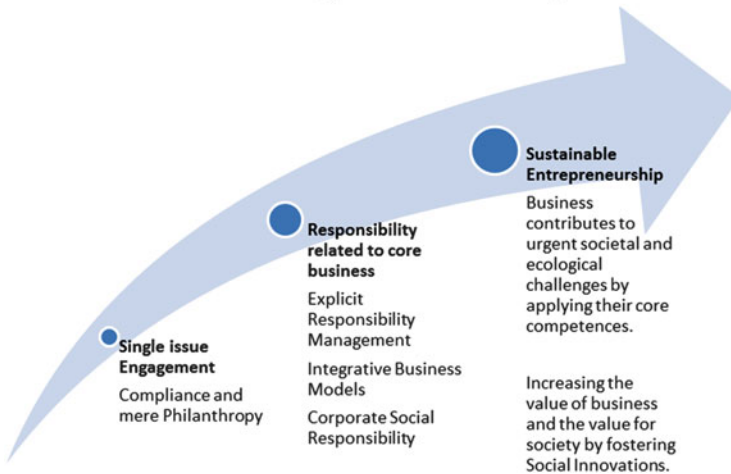 Single issue
Engagement
Compliance and
mere Philanthropy
Responsibility
related to core
business
Explicit
Responsibility
Management
Integrative Business
Models
Corporate Social
Responsibility
Sustainable
Entrepreneurship
Business
contributes to
urgent societal and
ecological
challenges by
applying their core
competences.
Increasing the
value of business
and the value for
society by fostering
Social Innovations.